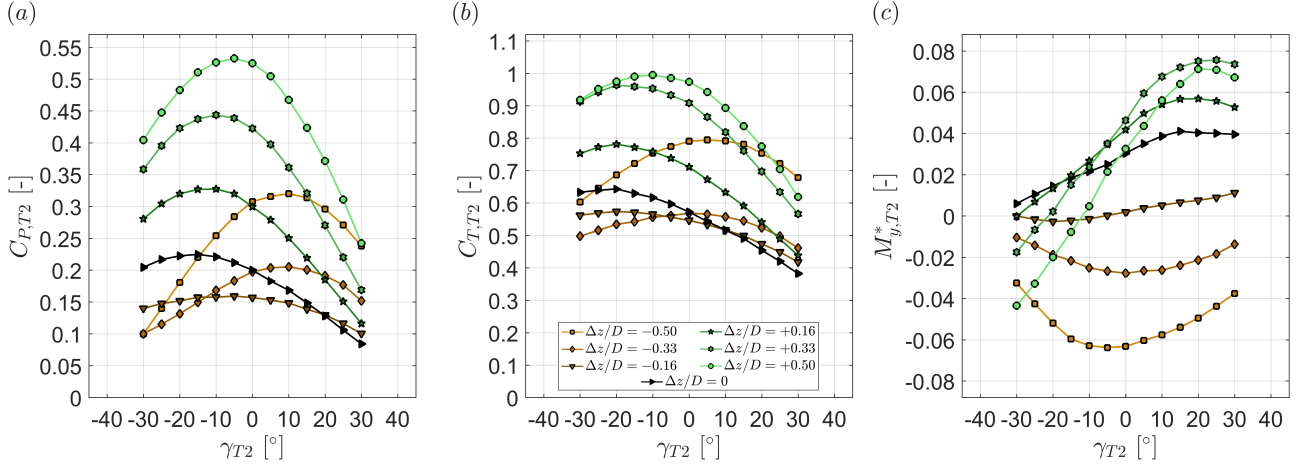 (a)
0.55
0.5
0.45
0.4
0.35
0.3
0.25
0.2
0.15
0.1
0.05
0
C_{P,T2} [-]
-40 -30 -20 -10 0 10 20 30 40
γ_{T2} [°]
(b)
1.1
1
0.9
0.8
0.7
0.6
0.5
0.4
0.3
0.2
0.1
0
C_{T,T2} [-]
Δz/D = −0.50 Δz/D = +0.16
Δz/D = −0.33 Δz/D = +0.33
Δz/D = −0.16 Δz/D = +0.50
Δz/D = 0
-40 -30 -20 -10 0 10 20 30 40
γ_{T2} [°]
(c)
0.08
0.06
0.04
0.02
0
-0.02
-0.04
-0.06
-0.08
M*_{y,T2} [-]
-40 -30 -20 -10 0 10 20 30 40
γ_{T2} [°]